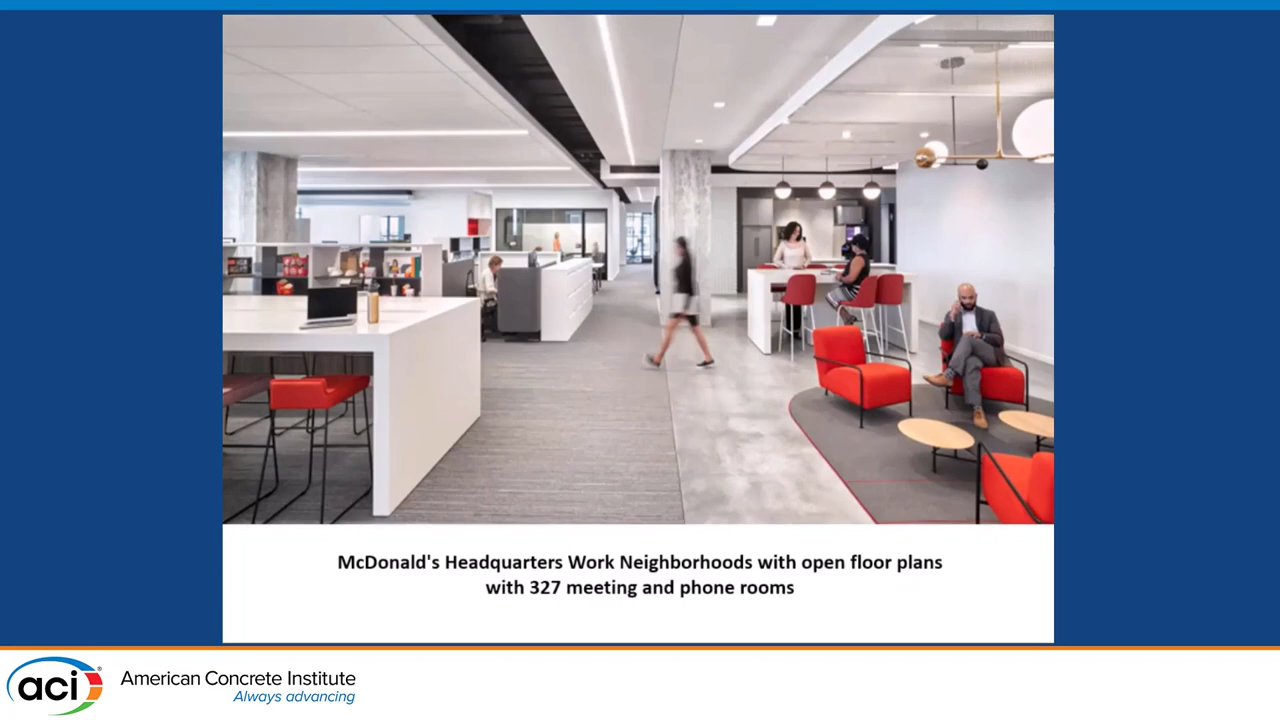 McDonald's Headquarters Work Neighborhoods with open floor plans
with 327 meeting and phone rooms
aci®
American Concrete Institute
Always advancing